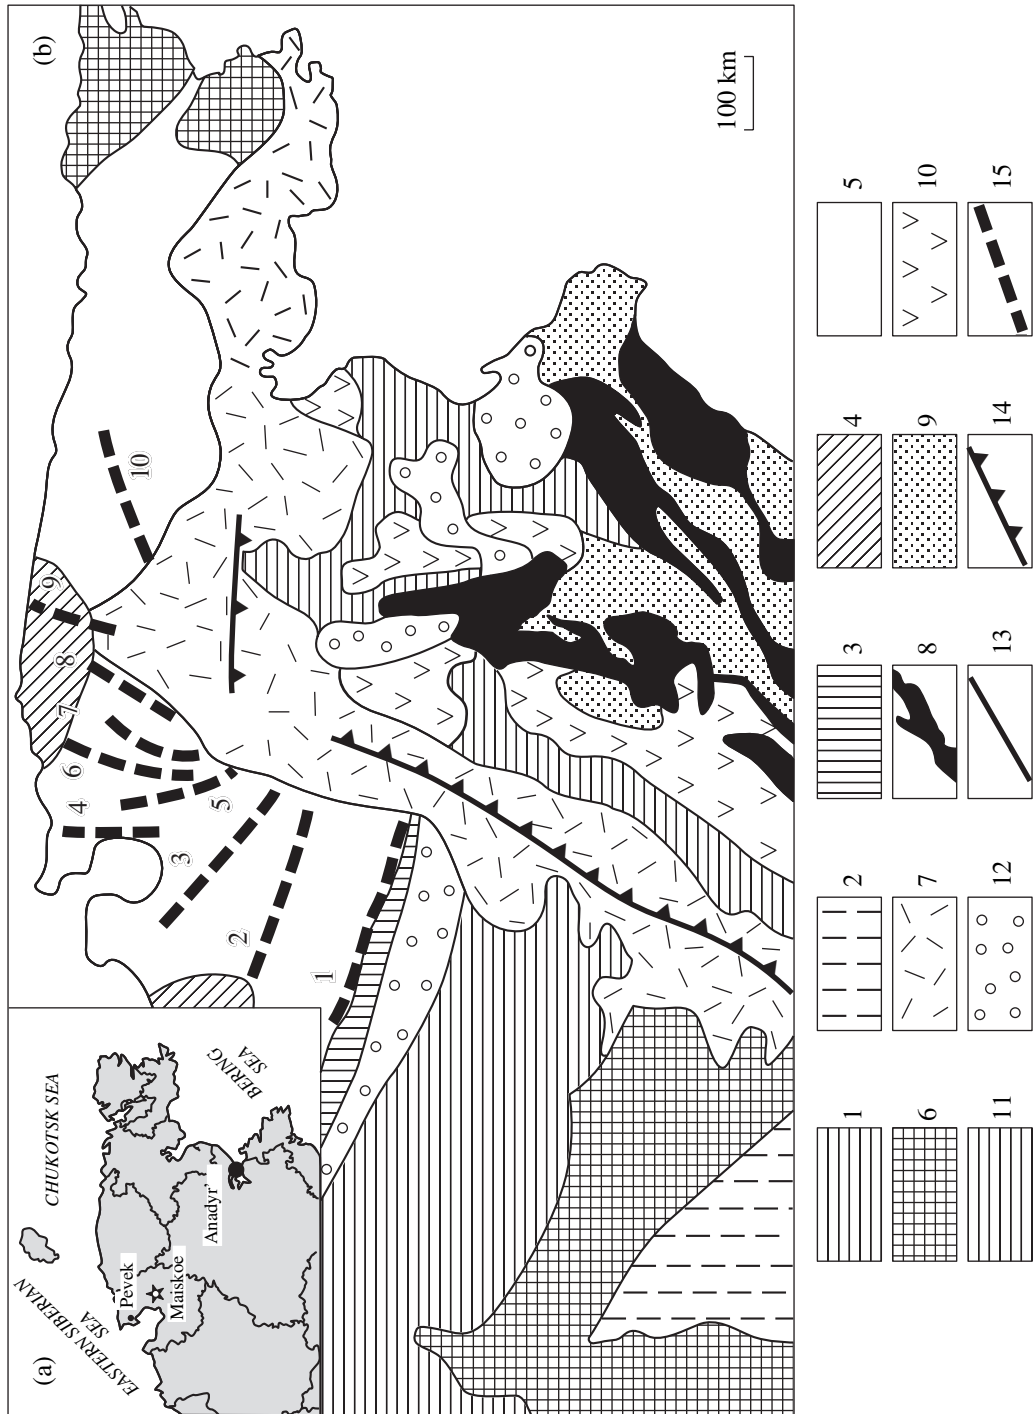 (a)
CHUKOTSK SEA
EASTERN SIBERIAN
SEA
BERING
SEA
Pevek
Maiskoe
Anadyr'
(b)
1
2
3
4
5
6
7
8
9
10
100 km
1
2
3
4
5
6
7
8
9
10
11
12
13
14
15